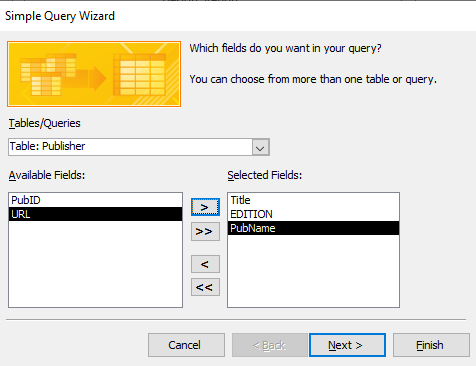 Simple Query Wizard
Which fields do you want in your query?
You can choose from more than one table or query.
Tables/Queries
Table: Publisher
Available Fields:
Selected Fields:
PubID
URL
>
>>
<
<<
Title
EDITION
PubName
Cancel
< Back
Next >
Finish